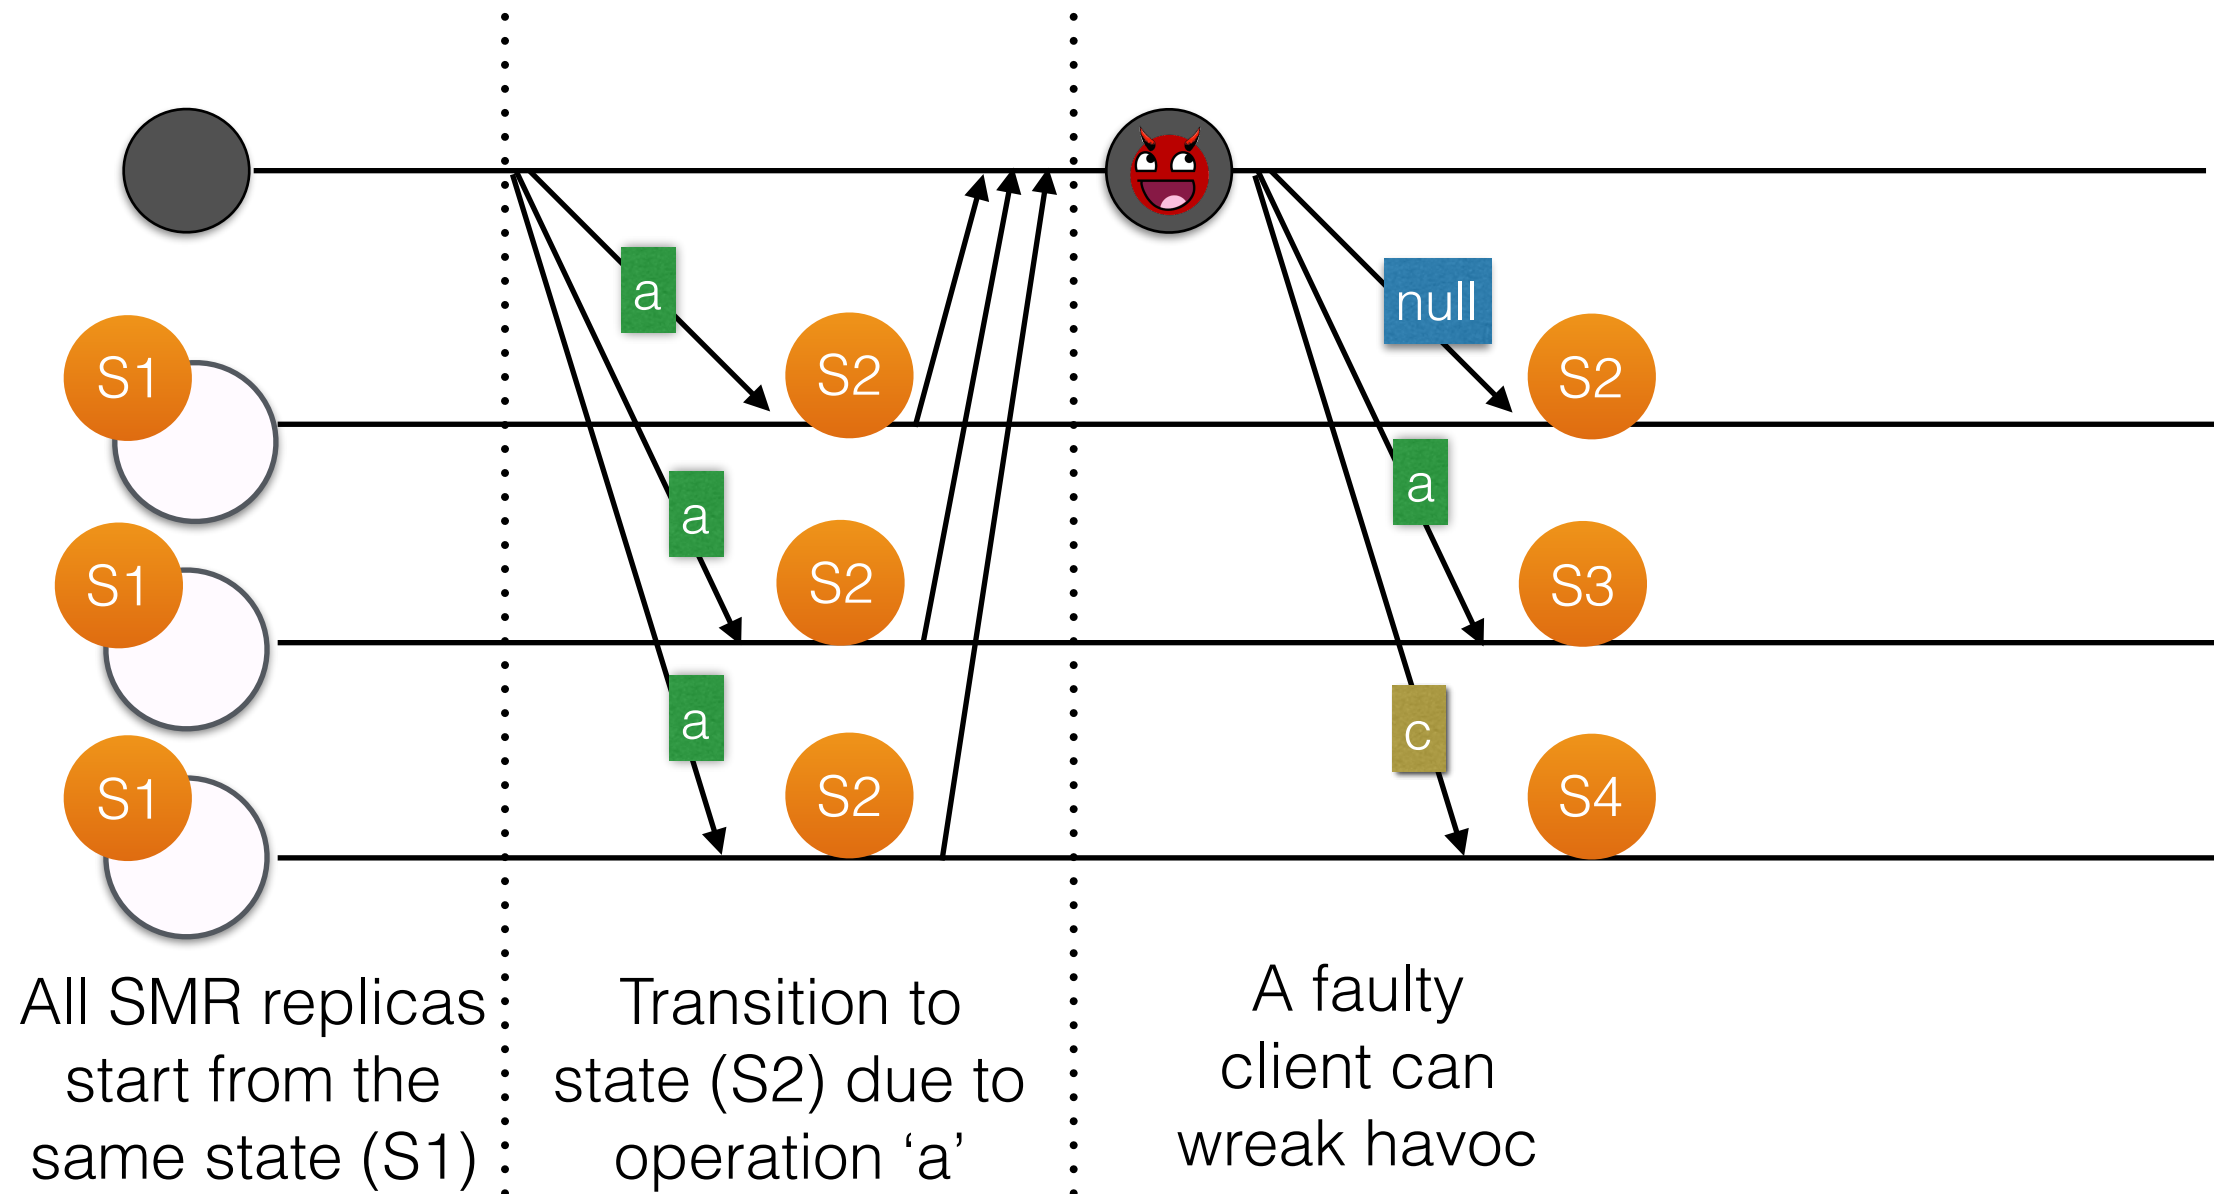 a
null
S1
S2
S2
a
a
S1
S2
S3
a
c
S1
S2
S4
All SMR replicas
start from the
same state (S1)
Transition to
state (S2) due to
operation ‘a’
A faulty
client can
wreak havoc